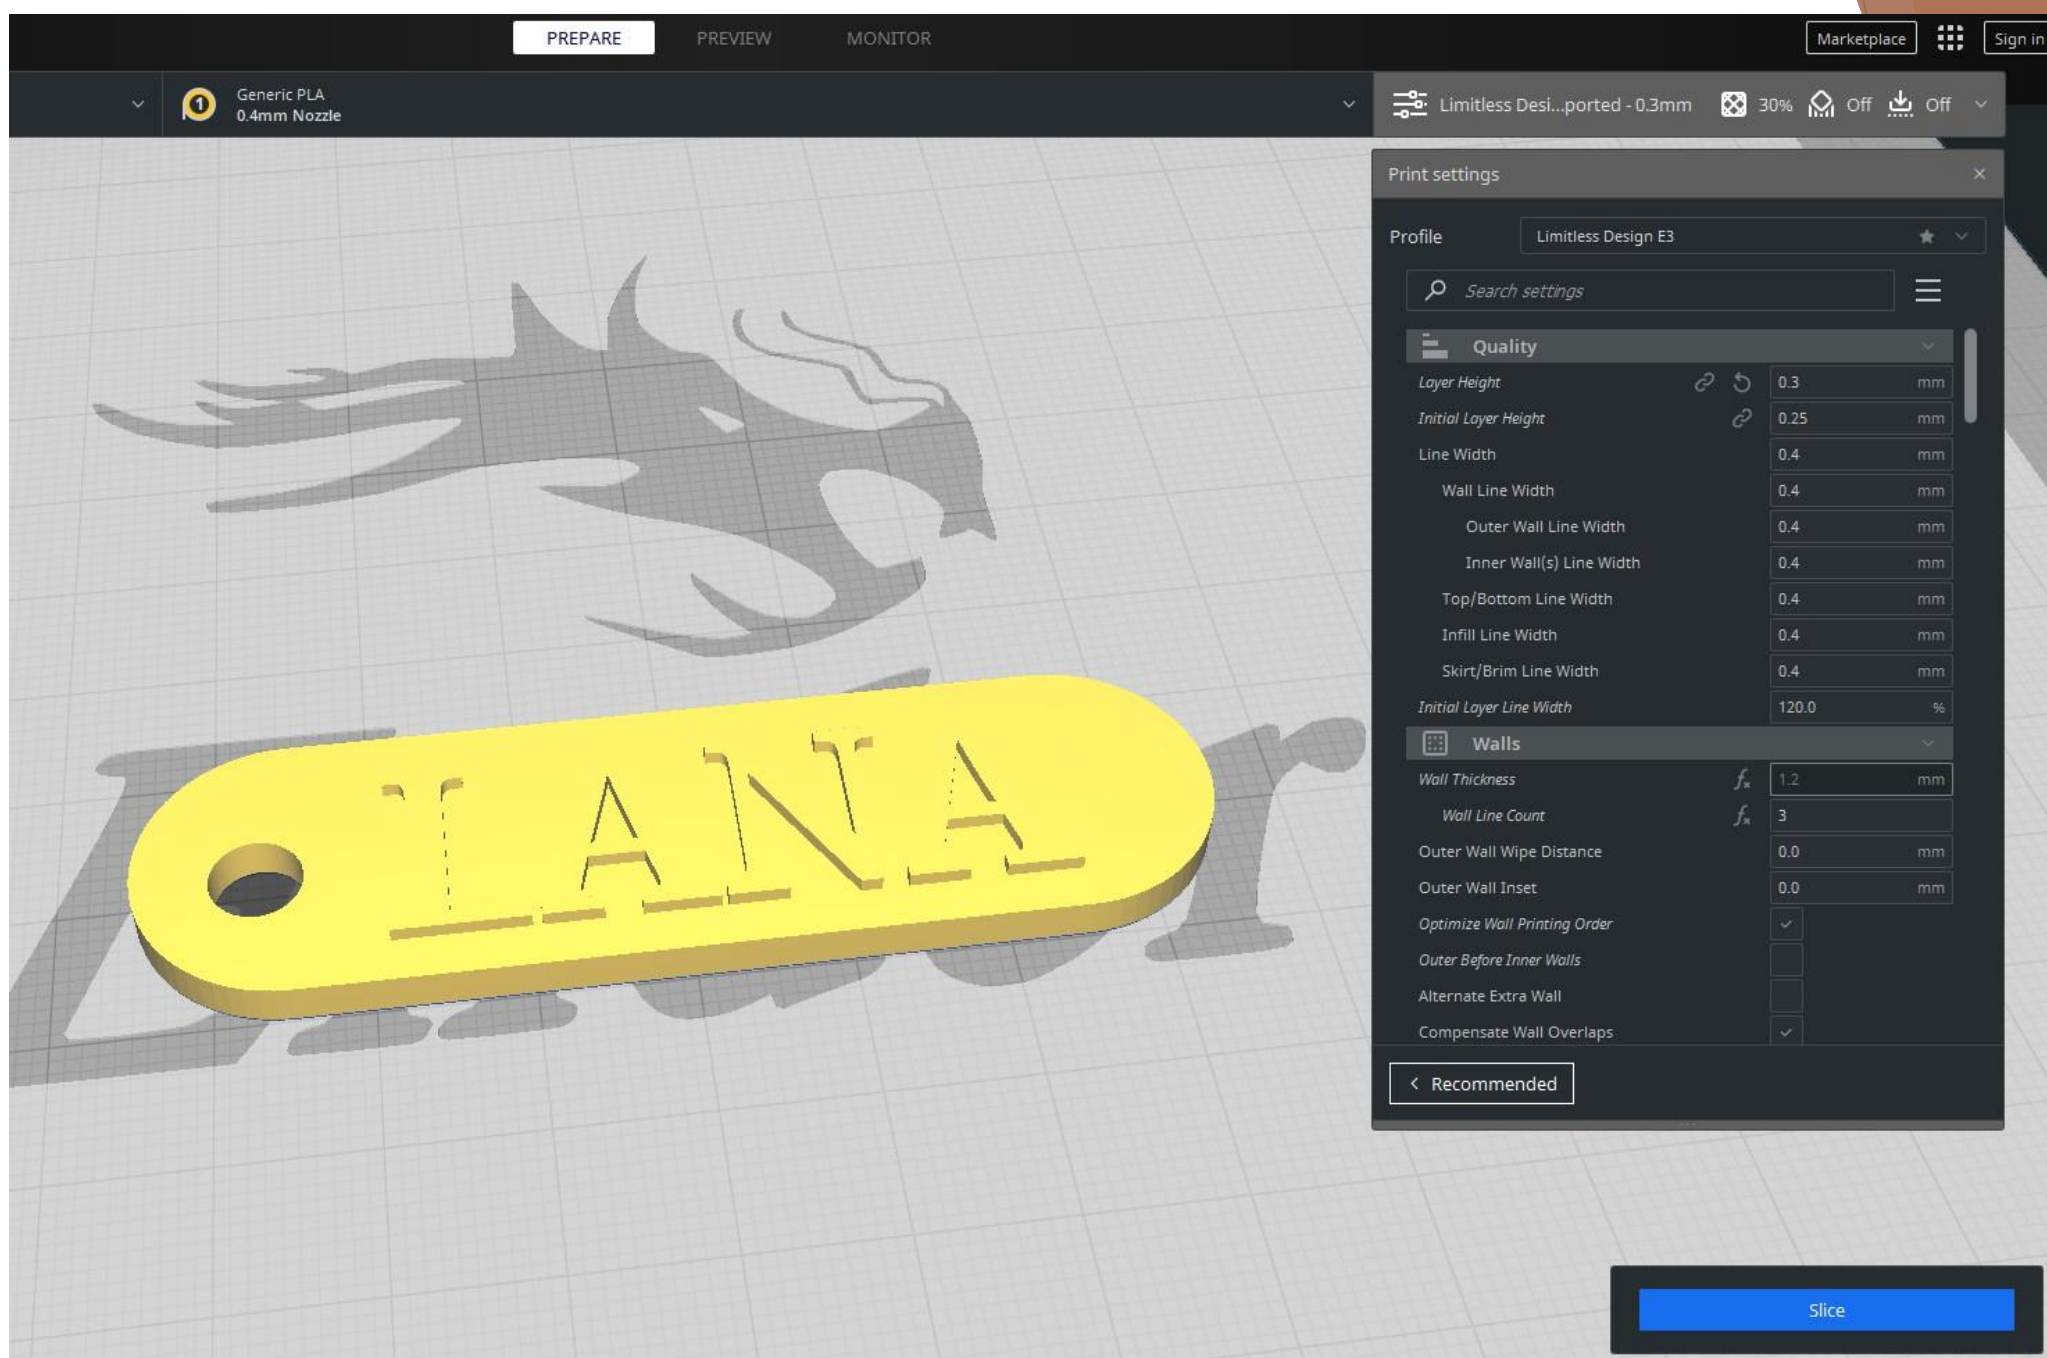 PREPARE
PREVIEW
MONITOR
Marketplace
Sign in
1
Generic PLA
0.4mm Nozzle
Limitless Desi...ported - 0.3mm
30%
Off
Off
Print settings
Profile
Limitless Design E3
Search settings
Quality
Layer Height 0.3 mm
Initial Layer Height 0.25 mm
Line Width 0.4 mm
Wall Line Width 0.4 mm
Outer Wall Line Width 0.4 mm
Inner Wall(s) Line Width 0.4 mm
Top/Bottom Line Width 0.4 mm
Infill Line Width 0.4 mm
Skirt/Brim Line Width 0.4 mm
Initial Layer Line Width 120.0 %
Walls
Wall Thickness 1.2 mm
Wall Line Count 3
Outer Wall Wipe Distance 0.0 mm
Outer Wall Inset 0.0 mm
Optimize Wall Printing Order
Outer Before Inner Walls
Alternate Extra Wall
Compensate Wall Overlaps
Recommended
LANA
Slice